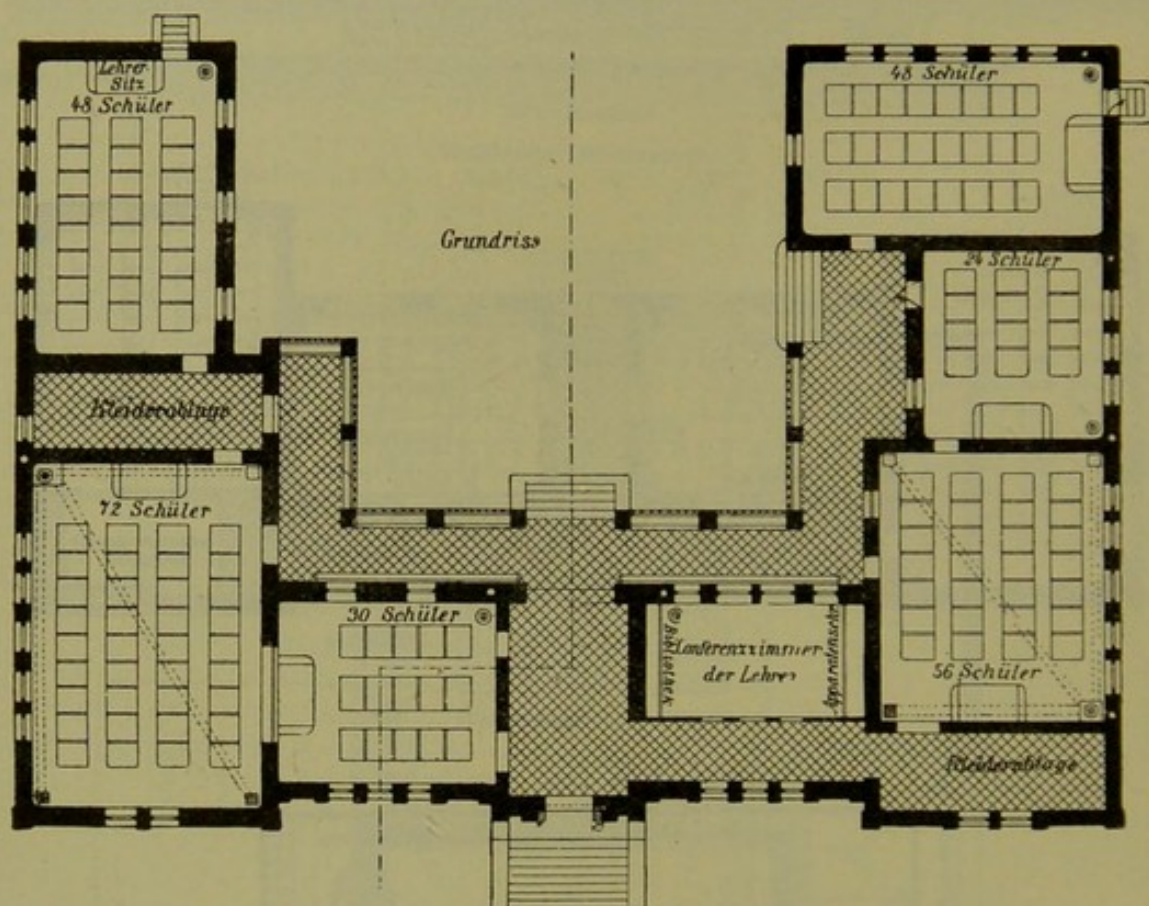 Lehrer-
Sitz
48 Schüler
48 Schüler
Grundriss
24 Schüler
Kleiderablage
72 Schüler
30 Schüler
Bibliothek
Conferenzzimmer
der Lehrer
Apparatenschr.
56 Schüler
Kleiderablage